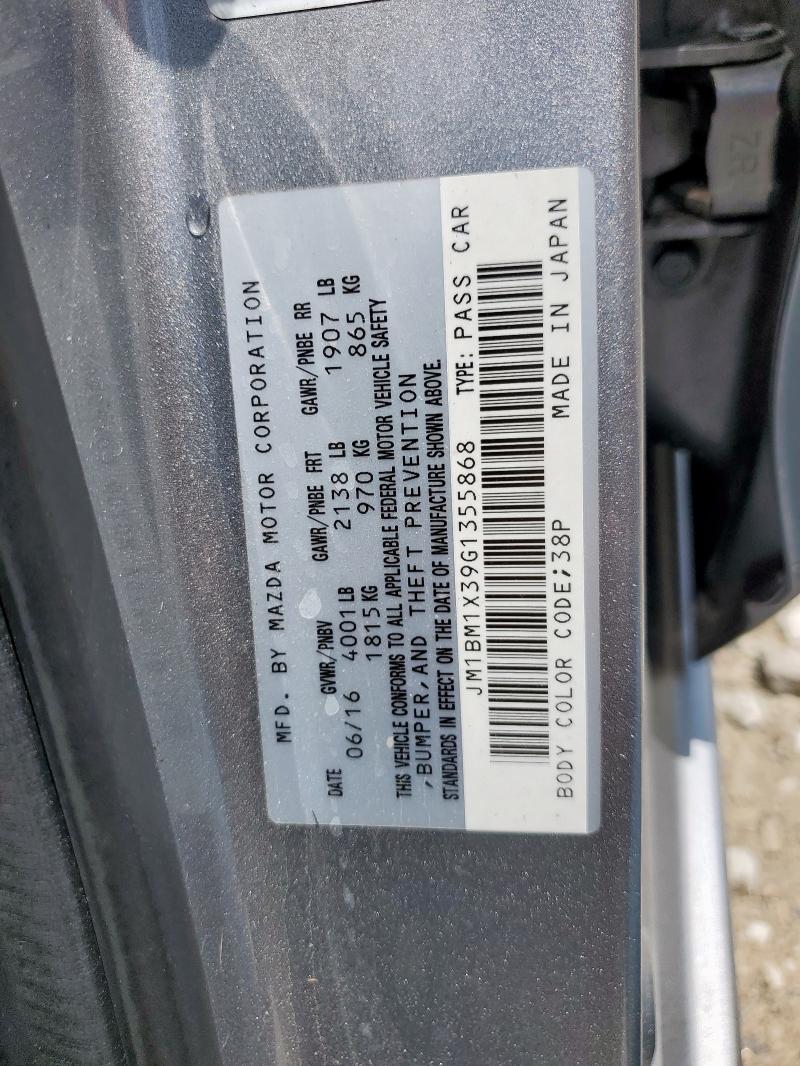 MFD. BY MAZDA MOTOR CORPORATION
DATE GVWR/PNBV GAWR/PNBE FRT GAWR/PNBE RR
06/16 4001 LB 2138 LB 1907 LB
1815 KG 970 KG 865 KG
THIS VEHICLE CONFORMS TO ALL APPLICABLE FEDERAL MOTOR VEHICLE SAFETY
,BUMPER,AND THEFT PREVENTION
STANDARDS IN EFFECT ON THE DATE OF MANUFACTURE SHOWN ABOVE.
JM1BM1X39G1355868 TYPE: PASS CAR
BODY COLOR CODE;38P MADE IN JAPAN
ZR